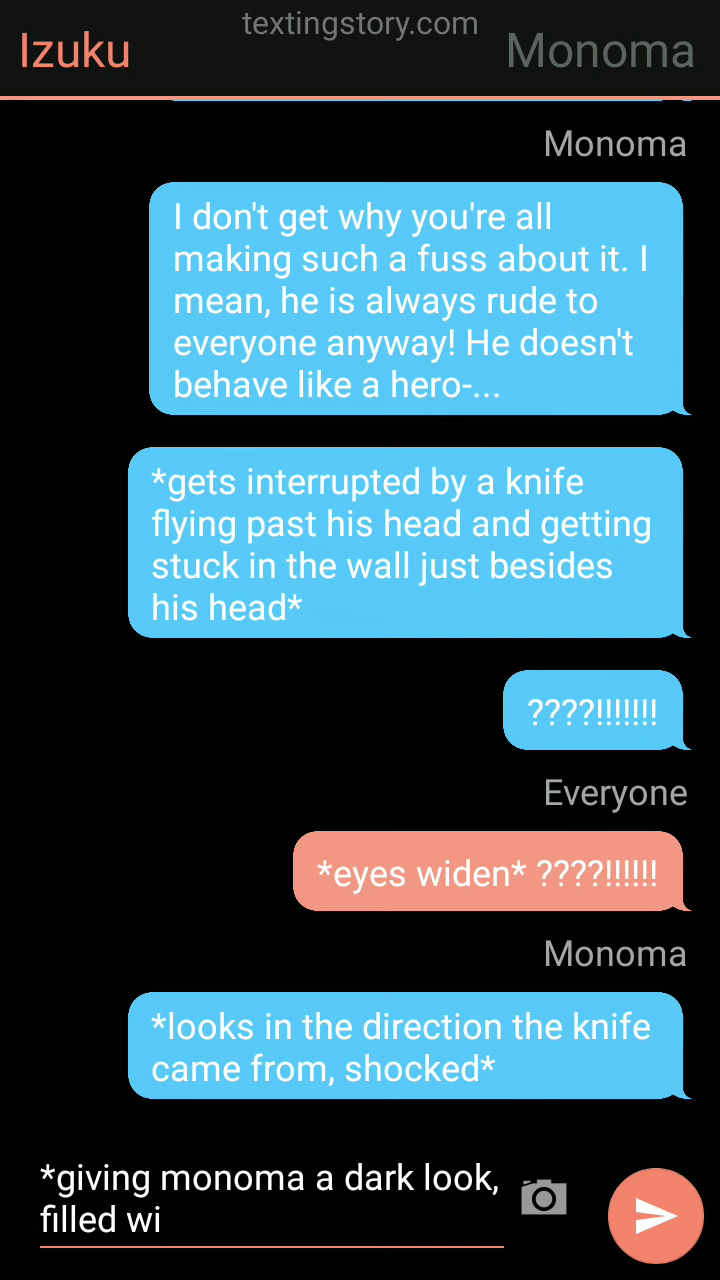 textingstory.com
Izuku
Monoma
Monoma
I don't get why you're all
making such a fuss about it. I
mean, he is always rude to
everyone anyway! He doesn't
behave like a hero-...
*gets interrupted by a knife
flying past his head and getting
stuck in the wall just besides
his head*
????!!!!!!!
Everyone
*eyes widen* ????!!!!!!
Monoma
*looks in the direction the knife
came from, shocked*
*giving monoma a dark look,
filled wi